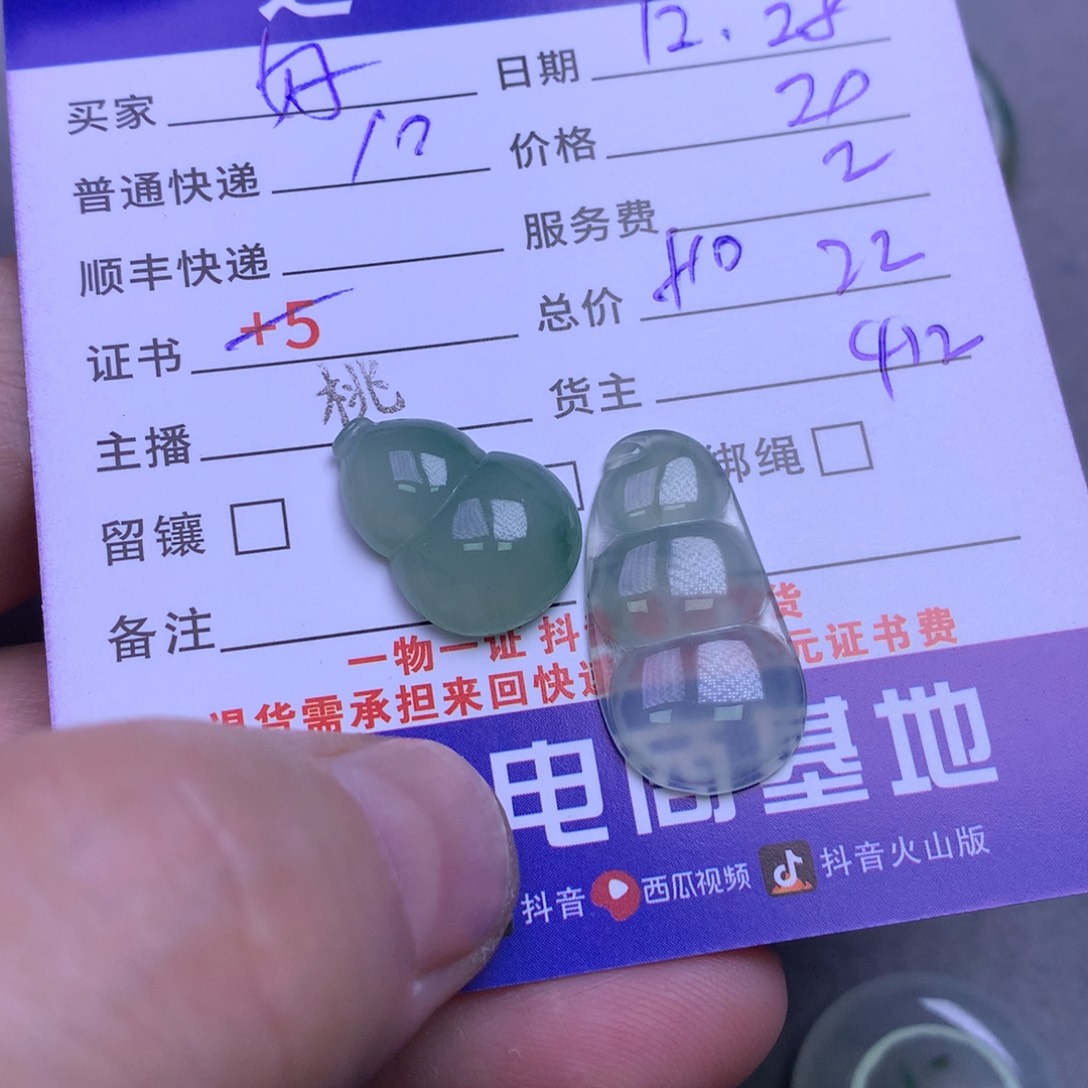 买家 日期 12.28
普通快递 价格 20
顺丰快递 服务费 2
证书 +5 总价 22
主播 桃 货主 412
留镶 绑绳
备注
一物一证 抖 货
退货需承担来回快递 元证书费
电商基地
抖音 西瓜视频 抖音火山版